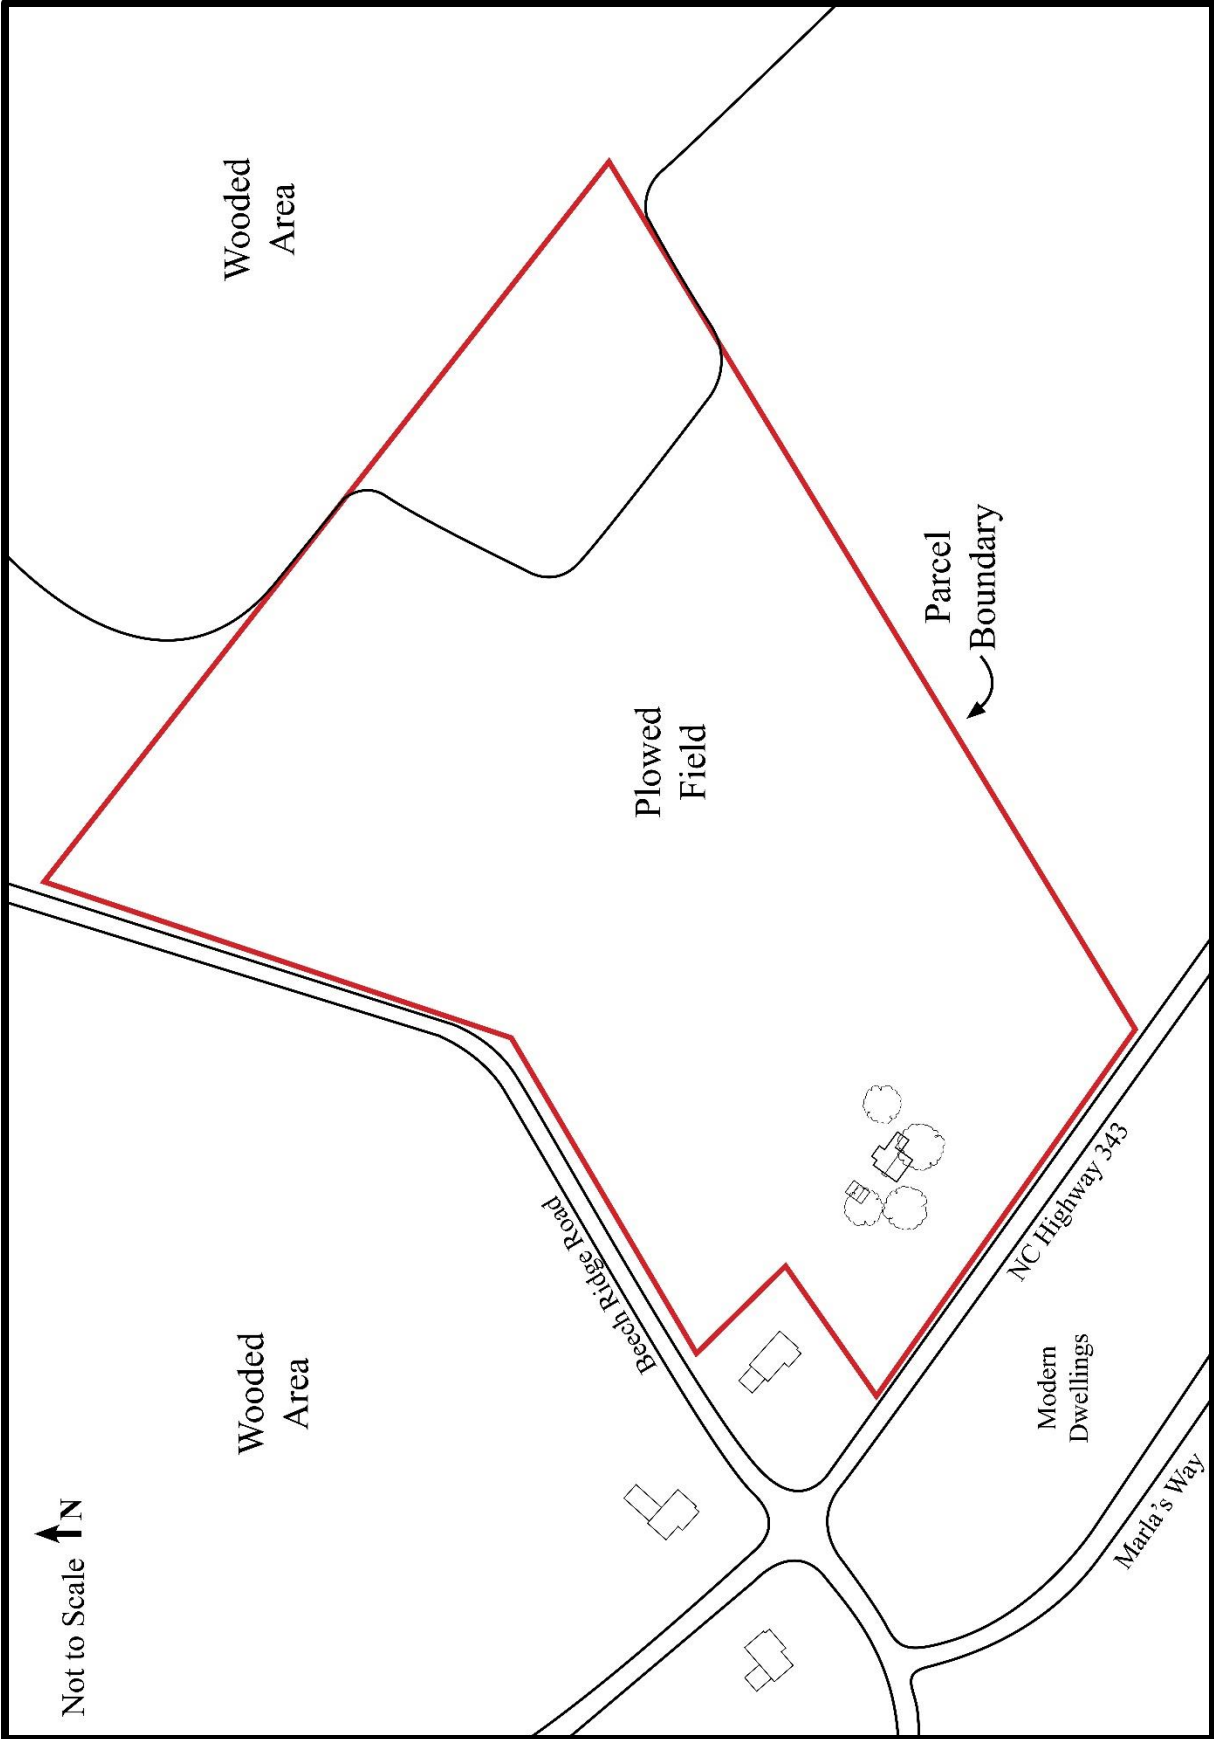 Not to Scale N
Wooded
Area
Wooded
Area
Beech Ridge Road
Plowed
Field
Parcel
Boundary
NC Highway 343
Modern
Dwellings
Marla's Way